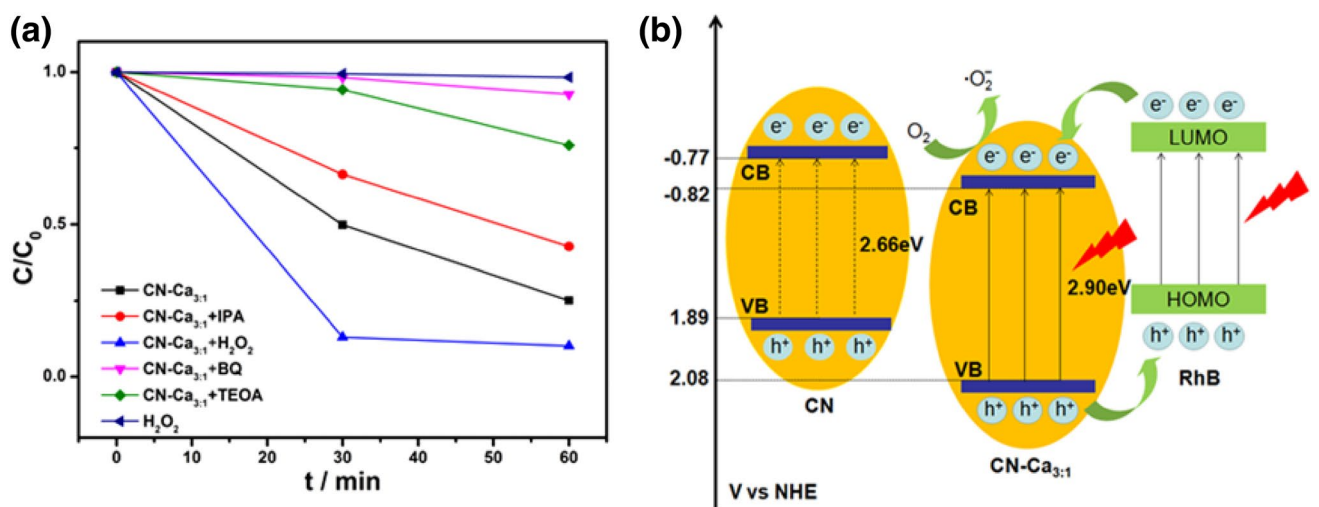 (a)
C/C₀
1.0
0.5
0.0
CN-Ca₃:₁
CN-Ca₃:₁+IPA
CN-Ca₃:₁+H₂O₂
CN-Ca₃:₁+BQ
CN-Ca₃:₁+TEOA
H₂O₂
0 10 20 30 40 50 60
t / min
(b)
·O₂⁻
O₂
e⁻ e⁻ e⁻
e⁻ e⁻ e⁻
e⁻ e⁻ e⁻
LUMO
-0.77
CB
-0.82
CB
2.66eV
2.90eV
HOMO
VB
1.89
h⁺ h⁺ h⁺
h⁺ h⁺ h⁺
RhB
VB
2.08
CN
h⁺ h⁺ h⁺
CN-Ca₃:₁
V vs NHE